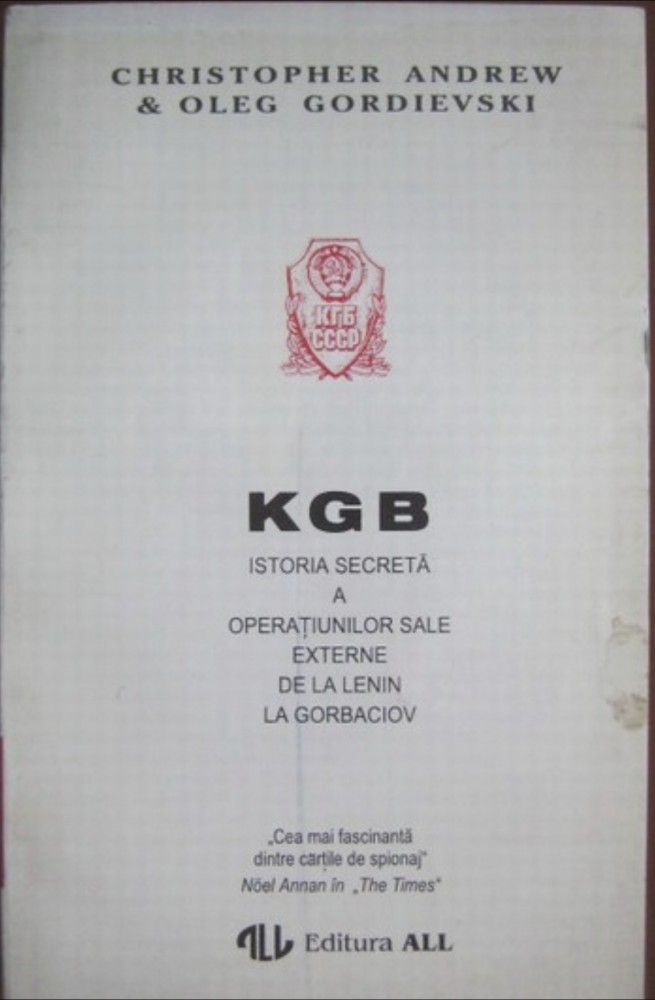 CHRISTOPHER ANDREW
& OLEG GORDIEVSKI
КГБ
СССР
KGB
ISTORIA SECRETĂ
A
OPERAȚIUNILOR SALE
EXTERNE
DE LA LENIN
LA GORBACIOV
„Cea mai fascinantă
dintre cărțile de spionaj"
Nöel Annan în „The Times"
ALL Editura ALL